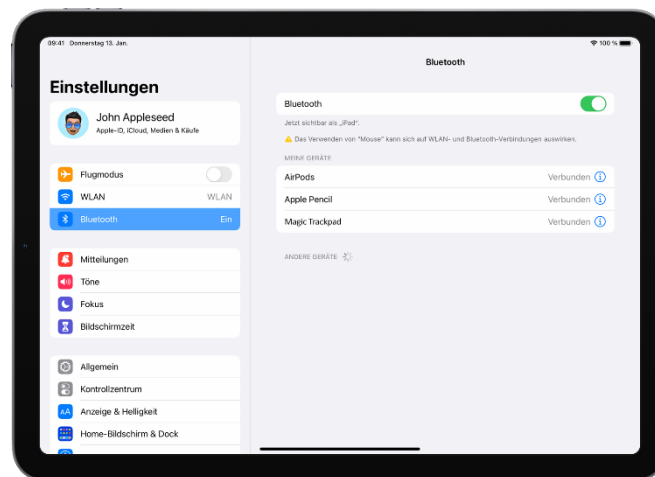 09:41 Donnerstag 13. Jan.
100 %
Einstellungen
John Appleseed
Apple-ID, iCloud, Medien & Käufe
Flugmodus
WLAN WLAN
Bluetooth Ein
Mitteilungen
Töne
Fokus
Bildschirmzeit
Allgemein
Kontrollzentrum
AA Anzeige & Helligkeit
Home-Bildschirm & Dock
Bluetooth
Bluetooth
Jetzt sichtbar als „iPad“.
Das Verwenden von "Mouse" kann sich auf WLAN- und Bluetooth-Verbindungen auswirken.
MEINE GERÄTE
AirPods Verbunden
Apple Pencil Verbunden
Magic Trackpad Verbunden
ANDERE GERÄTE